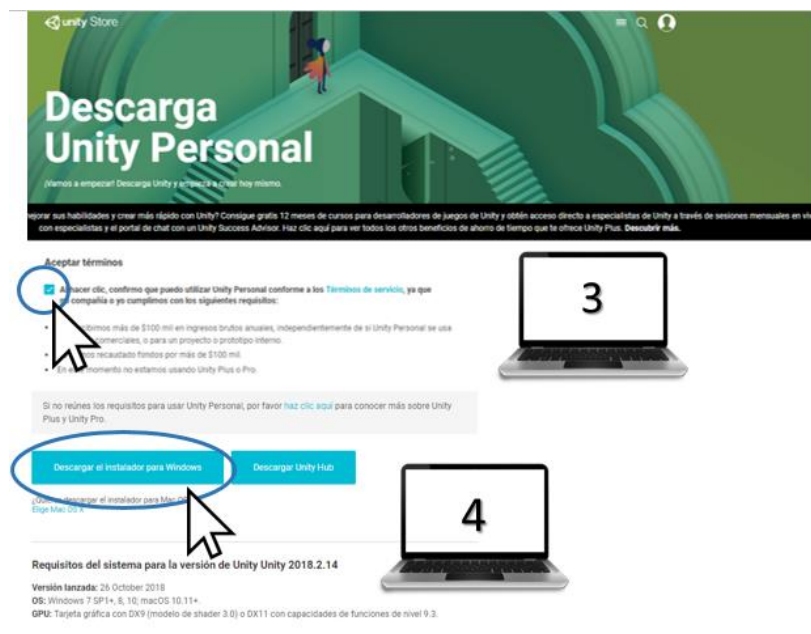 unity Store
Descarga
Unity Personal
¡Vamos a empezar! Descarga Unity y empieza a crear hoy mismo.
mejorar sus habilidades y crear más rápido con Unity? Consigue gratis 12 meses de cursos para desarrolladores de juegos de Unity y obtén acceso directo a especialistas de Unity a través de sesiones mensuales en
con especialistas y el portal de chat con un Unity Success Advisor. Haz clic aquí para ver todos los otros beneficios de ahorro de tiempo que te ofrece Unity Plus. Descubrir más.
Aceptar términos
Al hacer clic, confirmo que puedo utilizar Unity Personal conforme a los Términos de servicio, ya que
mi compañía o yo cumplimos con los siguientes requisitos:
3
más de $100 mil en ingresos brutos anuales, independientemente de si Unity Personal se usa
comerciales, o para un proyecto o prototipo interno.
recaudado fondos por más de $100 mil.
En este momento no estamos usando Unity Plus o Pro.
Si no reúnes los requisitos para usar Unity Personal, por favor haz clic aquí para conocer más sobre Unity
Plus y Unity Pro.
Descargar el instalador para Windows
Descargar Unity Hub
descargar el instalador para Mac
Elige Mac OS X
4
Requisitos del sistema para la versión de Unity Unity 2018.2.14
Versión lanzada: 26 October 2018
OS: Windows 7 SP1+, 8, 10; macOS 10.11+.
GPU: Tarjeta gráfica con DX9 (modelo de shader 3.0) o DX11 con capacidades de funciones de nivel 9.3.